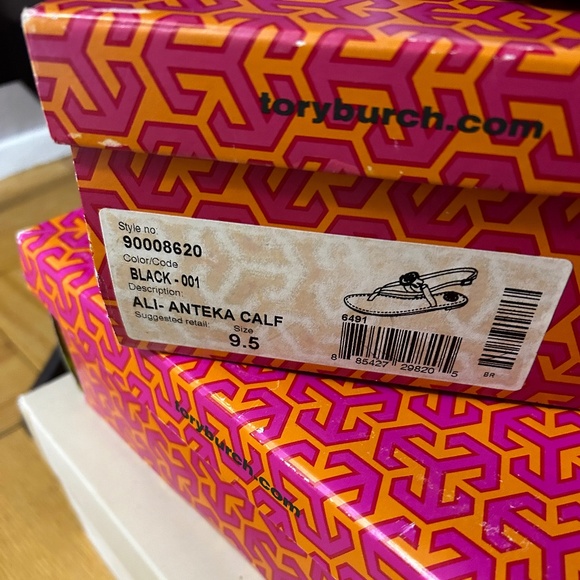 toryburch.com
Style no:
90008620
Color/Code
BLACK - 001
Description:
ALI- ANTEKA CALF
Suggested retail: Size
9.5
6491
8 85427 29820 5
BR
toryburch.com